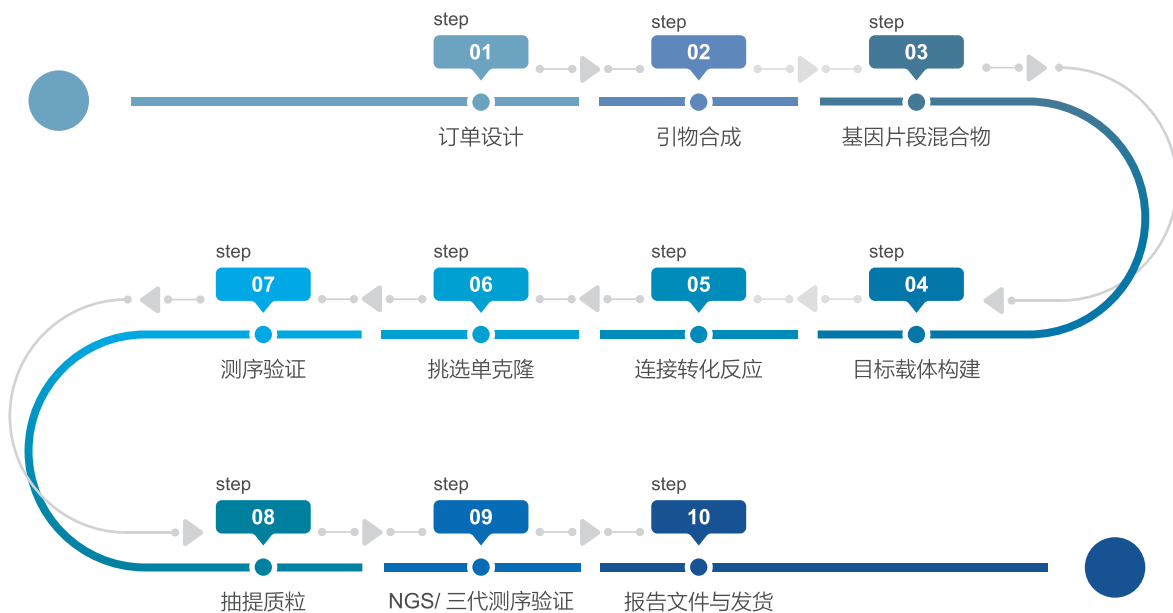 step
01
订单设计
step
02
引物合成
step
03
基因片段混合物
step
04
目标载体构建
step
05
连接转化反应
step
06
挑选单克隆
step
07
测序验证
step
08
抽提质粒
step
09
NGS/ 三代测序验证
step
10
报告文件与发货